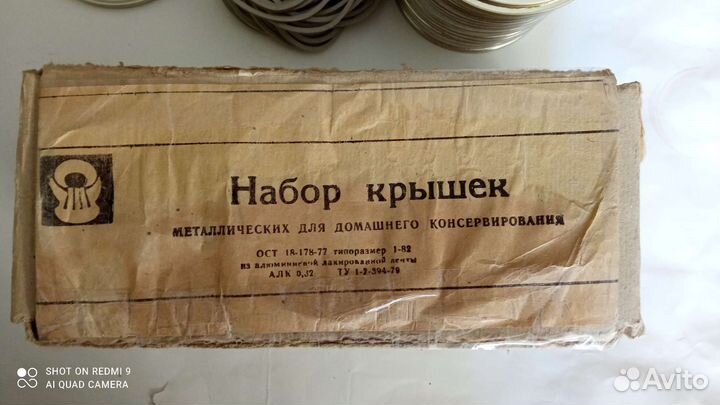 Набор крышек
МЕТАЛЛИЧЕСКИХ ДЛЯ ДОМАШНЕГО КОНСЕРВИРОВАНИЯ
ОСТ 18-178-77 типоразмер 1-82
из алюминиевой лакированной ленты
АЛК 0,32 ТУ 1-2-394-79
SHOT ON REDMI 9
AI QUAD CAMERA
Avito